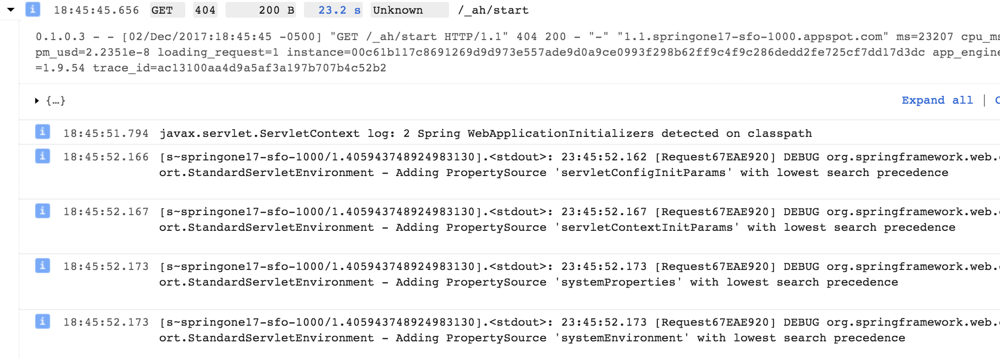 18:45:45.656 GET 404 200 B 23.2 s Unknown /_ah/start
0.1.0.3 - - [02/Dec/2017:18:45:45 -0500] "GET /_ah/start HTTP/1.1" 404 200 - "-" "1.1.springone17-sfo-1000.appspot.com" ms=23207 cpu_ms
pm_usd=2.2351e-8 loading_request=1 instance=00c61b117c8691269d9d973e557ade9d0a9ce0993f298b62ff9c4f9c286dedd2fe725cf7dd17d3dc app_engine
=1.9.54 trace_id=ac13100aa4d9a5af3a197b707b4c52b2
{…}
Expand all |
18:45:51.794 javax.servlet.ServletContext log: 2 Spring WebApplicationInitializers detected on classpath
18:45:52.166 [s~springone17-sfo-1000/1.405943748924983130].<stdout>: 23:45:52.162 [Request67EAE920] DEBUG org.springframework.web.
ort.StandardServletEnvironment - Adding PropertySource 'servletConfigInitParams' with lowest search precedence
18:45:52.167 [s~springone17-sfo-1000/1.405943748924983130].<stdout>: 23:45:52.167 [Request67EAE920] DEBUG org.springframework.web.
ort.StandardServletEnvironment - Adding PropertySource 'servletContextInitParams' with lowest search precedence
18:45:52.173 [s~springone17-sfo-1000/1.405943748924983130].<stdout>: 23:45:52.173 [Request67EAE920] DEBUG org.springframework.web.
ort.StandardServletEnvironment - Adding PropertySource 'systemProperties' with lowest search precedence
18:45:52.173 [s~springone17-sfo-1000/1.405943748924983130].<stdout>: 23:45:52.173 [Request67EAE920] DEBUG org.springframework.web.
ort.StandardServletEnvironment - Adding PropertySource 'systemEnvironment' with lowest search precedence